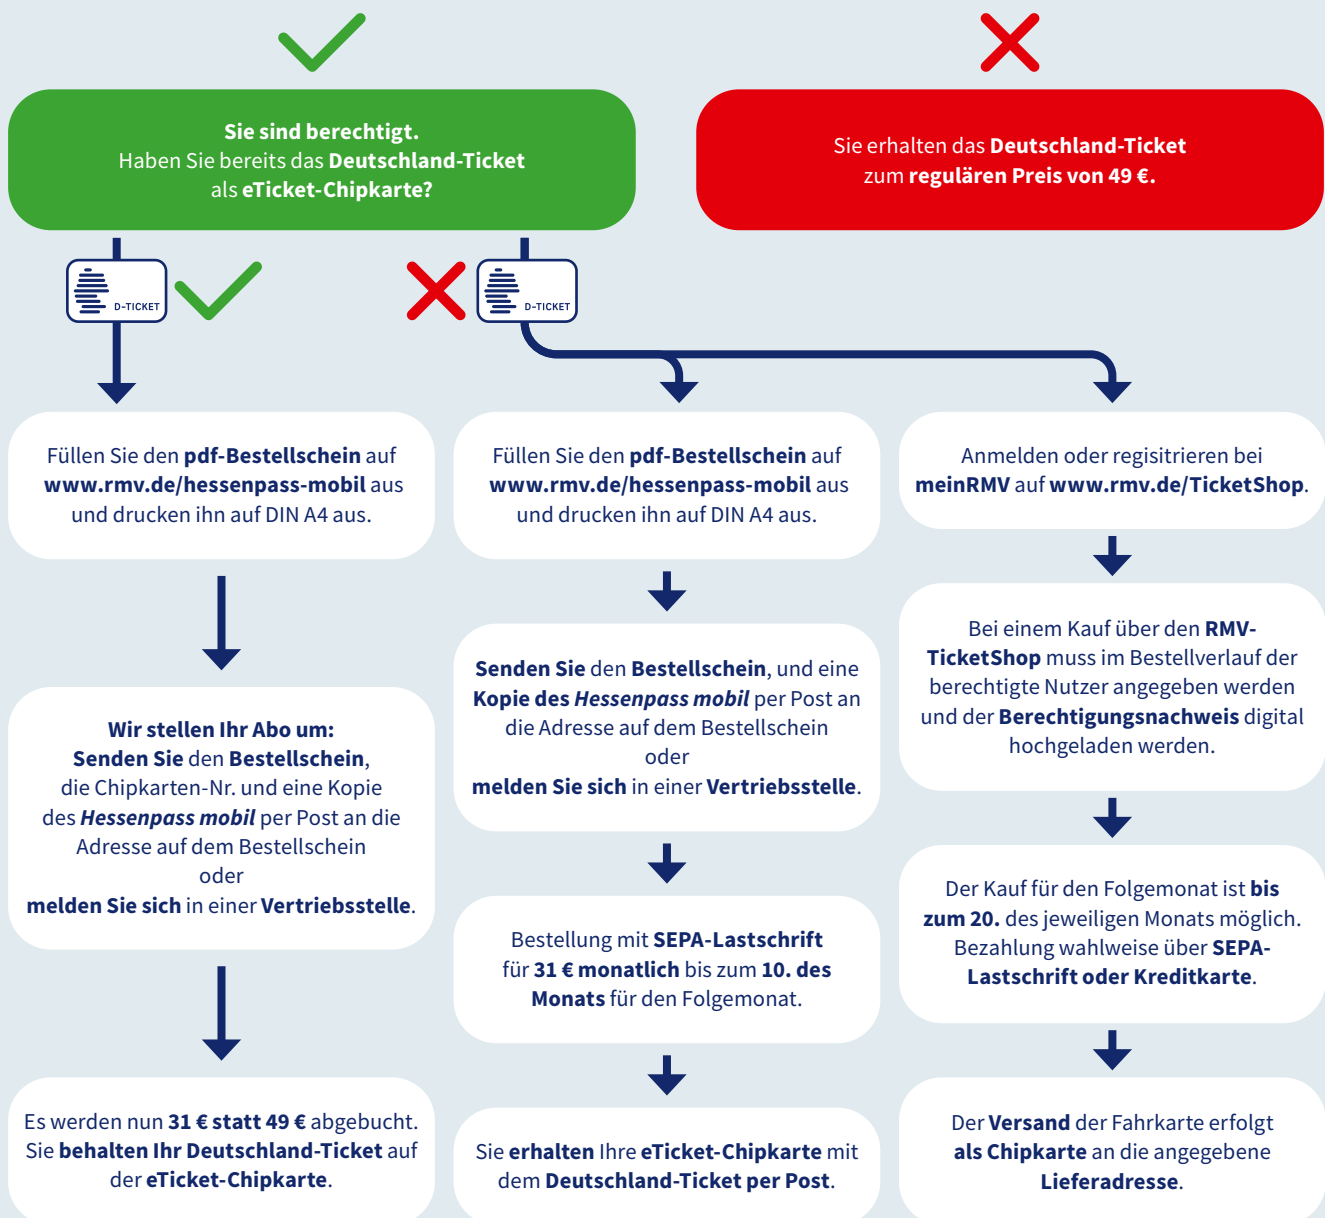 Sie sind berechtigt.
Haben Sie bereits das Deutschland-Ticket
als eTicket-Chipkarte?
Sie erhalten das Deutschland-Ticket
zum regulären Preis von 49 €.
D-TICKET
D-TICKET
Füllen Sie den pdf-Bestellschein auf
www.rmv.de/hessenpass-mobil aus
und drucken ihn auf DIN A4 aus.
Wir stellen Ihr Abo um:
Senden Sie den Bestellschein,
die Chipkarten-Nr. und eine Kopie
des Hessenpass mobil per Post an die
Adresse auf dem Bestellschein
oder
melden Sie sich in einer Vertriebsstelle.
Es werden nun 31 € statt 49 € abgebucht.
Sie behalten Ihr Deutschland-Ticket auf
der eTicket-Chipkarte.
Füllen Sie den pdf-Bestellschein auf
www.rmv.de/hessenpass-mobil aus
und drucken ihn auf DIN A4 aus.
Senden Sie den Bestellschein, und eine
Kopie des Hessenpass mobil per Post an
die Adresse auf dem Bestellschein
oder
melden Sie sich in einer Vertriebsstelle.
Bestellung mit SEPA-Lastschrift
für 31 € monatlich bis zum 10. des
Monats für den Folgemonat.
Sie erhalten Ihre eTicket-Chipkarte mit
dem Deutschland-Ticket per Post.
Anmelden oder regisitrieren bei
meinRMV auf www.rmv.de/TicketShop.
Bei einem Kauf über den RMV-
TicketShop muss im Bestellverlauf der
berechtigte Nutzer angegeben werden
und der Berechtigungsnachweis digital
hochgeladen werden.
Der Kauf für den Folgemonat ist bis
zum 20. des jeweiligen Monats möglich.
Bezahlung wahlweise über SEPA-
Lastschrift oder Kreditkarte.
Der Versand der Fahrkarte erfolgt
als Chipkarte an die angegebene
Lieferadresse.